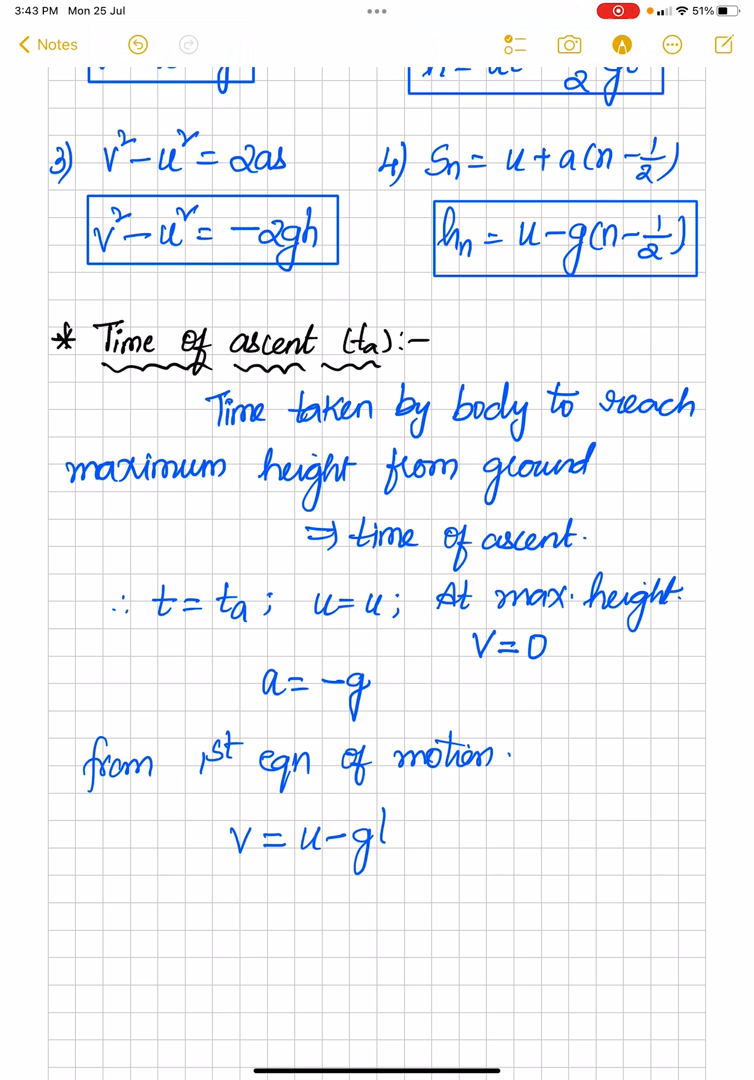 3:43 PM Mon 25 Jul
51%
Notes
3) v² – u² = 2as
4) Sn = u + a(n – 1/2)
v² – u² = –2gh
hn = u – g(n – 1/2)
* Time of ascent (ta):–
Time taken by body to reach
maximum height from ground
⇒ time of ascent.
∴ t = ta ; u = u ; At max. height.
V = 0
a = –g
from 1st eqn of motion.
v = u – gl